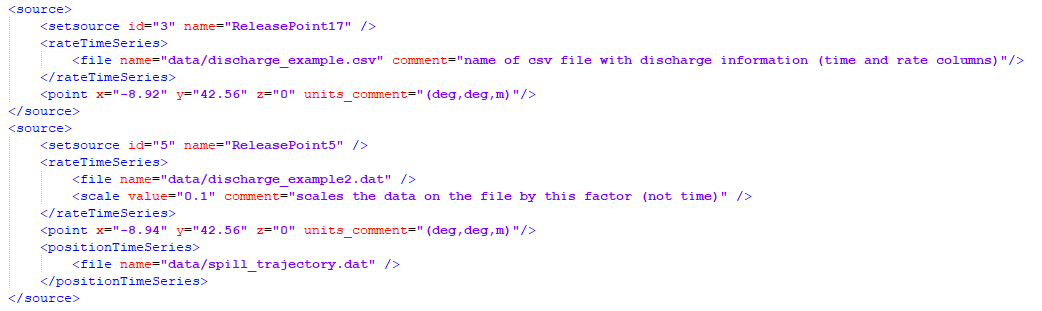 <source>
    <setsource id="3" name="ReleasePoint17" />
    <rateTimeSeries>
        <file name="data/discharge_example.csv" comment="name of csv file with discharge information (time and rate columns)"/>
    </rateTimeSeries>
    <point x="-8.92" y="42.56" z="0" units_comment="(deg,deg,m)"/>
</source>
<source>
    <setsource id="5" name="ReleasePoint5" />
    <rateTimeSeries>
        <file name="data/discharge_example2.dat" />
        <scale value="0.1" comment="scales the data on the file by this factor (not time)" />
    </rateTimeSeries>
    <point x="-8.94" y="42.56" z="0" units_comment="(deg,deg,m)"/>
    <positionTimeSeries>
        <file name="data/spill_trajectory.dat" />
    </positionTimeSeries>
</source>